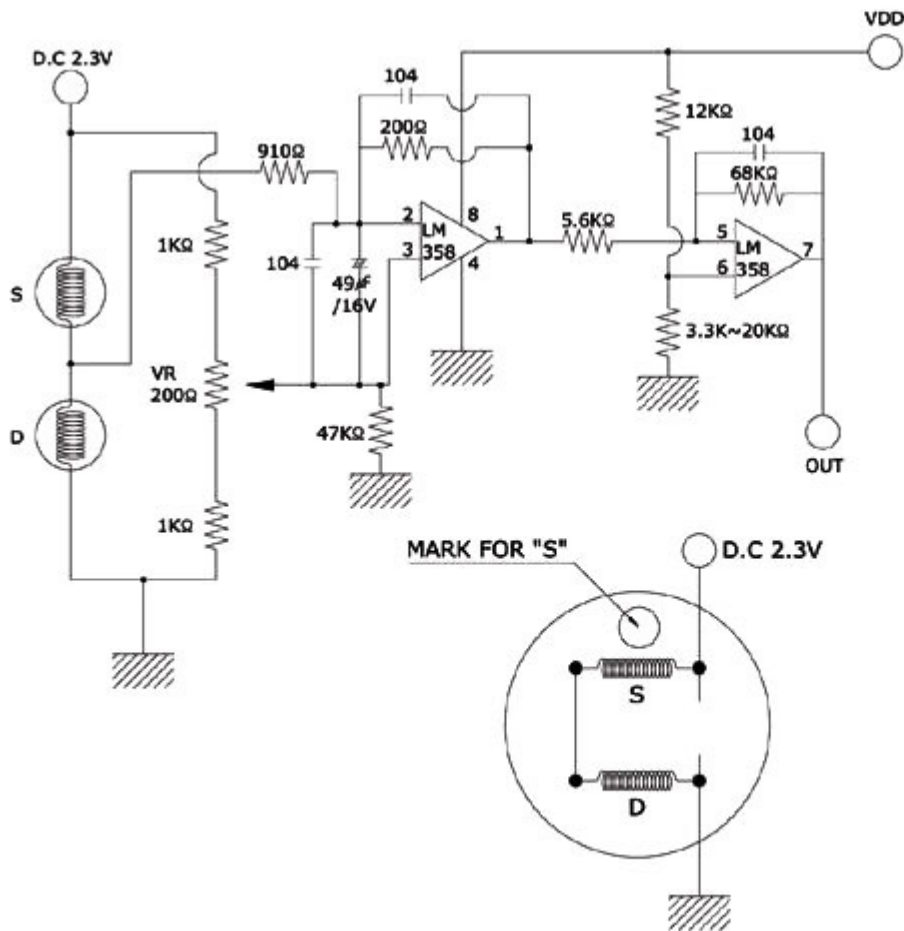 VDD
D.C 2.3V
104
12KΩ
200Ω
104
910Ω
68KΩ
2
8
1
5.6KΩ
5
7
LM
358
3
4
LM
358
6
1KΩ
104
49㎌
/16V
S
3.3K~20KΩ
VR
200Ω
D
47KΩ
OUT
1KΩ
MARK FOR "S"
D.C 2.3V
S
D